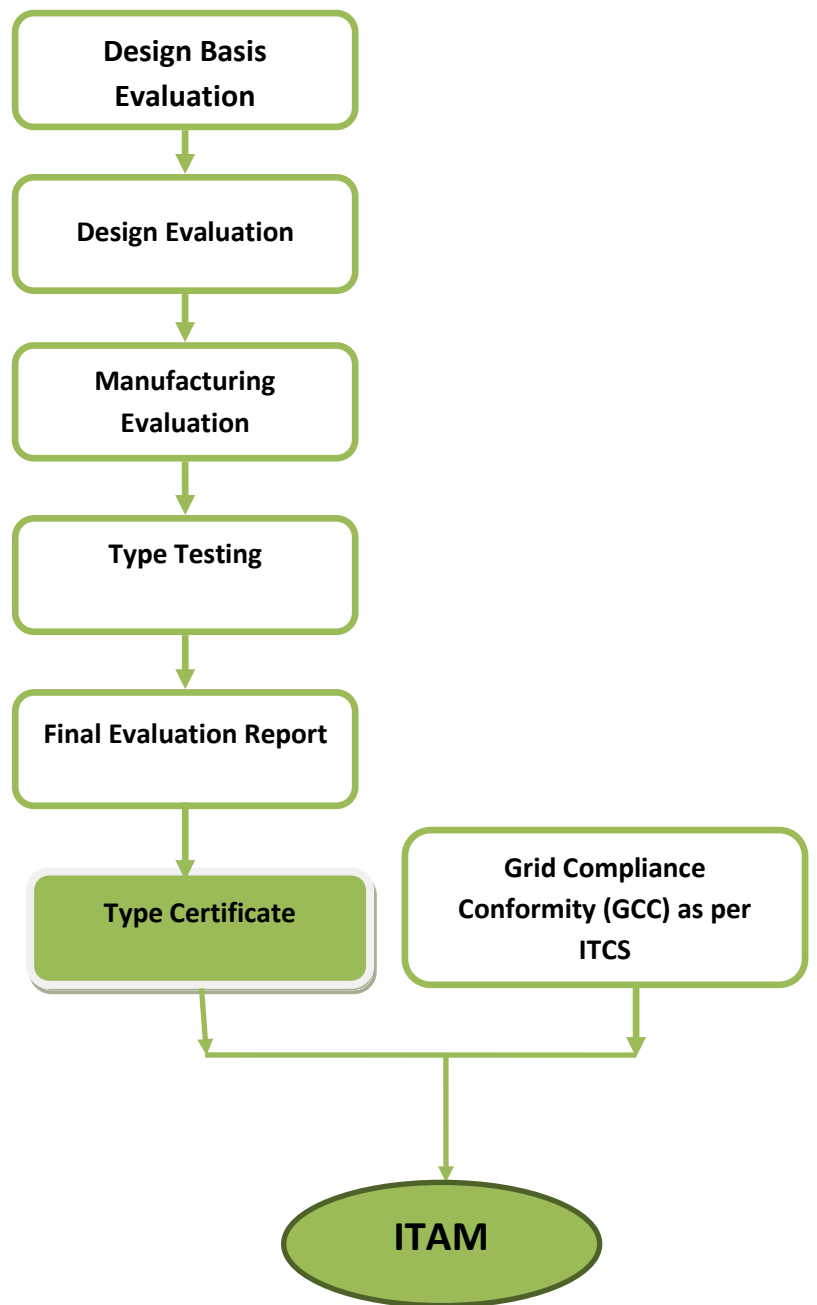 Design Basis
Evaluation
Design Evaluation
Manufacturing
Evaluation
Type Testing
Final Evaluation Report
Type Certificate
Grid Compliance
Conformity (GCC) as per
ITCS
ITAM